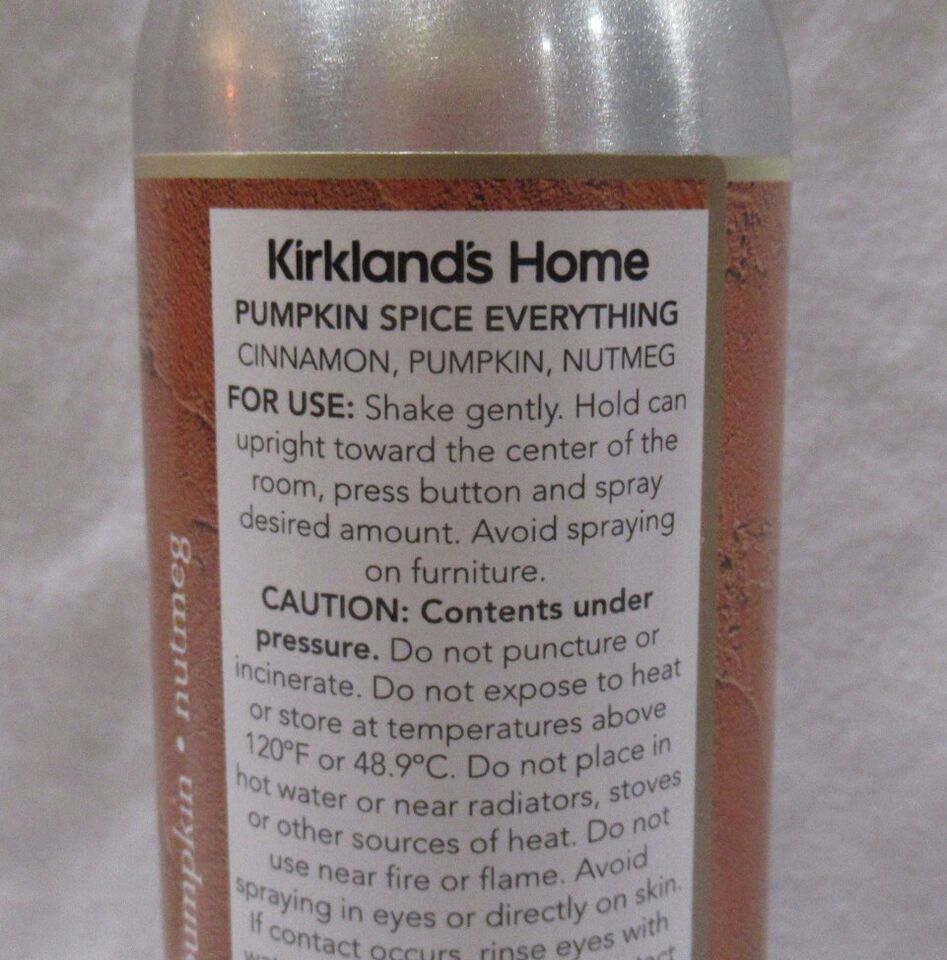 Kirkland's Home
PUMPKIN SPICE EVERYTHING
CINNAMON, PUMPKIN, NUTMEG
FOR USE: Shake gently. Hold can
upright toward the center of the
room, press button and spray
desired amount. Avoid spraying
on furniture.
CAUTION: Contents under
pressure. Do not puncture or
incinerate. Do not expose to heat
or store at temperatures above
120°F or 48.9°C. Do not place in
hot water or near radiators, stoves
or other sources of heat. Do not
use near fire or flame. Avoid
spraying in eyes or directly on skin.
If contact occurs, rinse eyes with
pumpkin • nutmeg